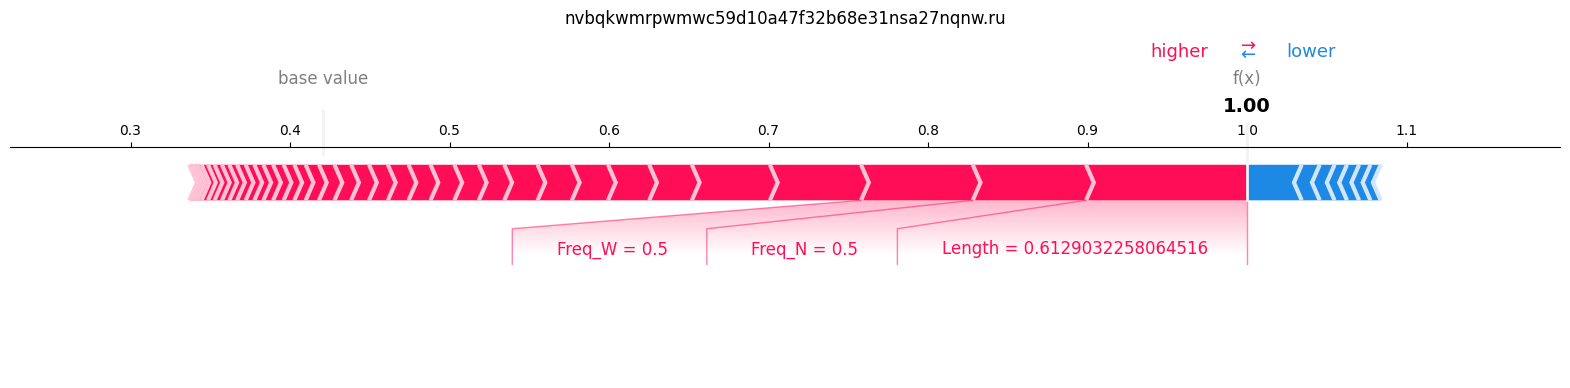 nvbqkwmrpwmwc59d10a47f32b68e31nsa27nqnw.ru
higher ⇄ lower
base value f(x)
1.00
0.3 0.4 0.5 0.6 0.7 0.8 0.9 1.0 1.1
Freq_W = 0.5 Freq_N = 0.5 Length = 0.6129032258064516